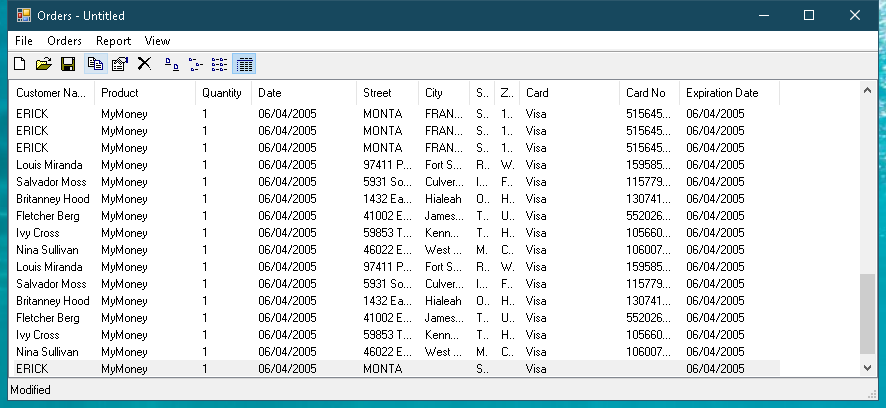 Orders - Untitled
File Orders Report View
Customer Na... Product Quantity Date Street City S.. Z.. Card Card No Expiration Date
ERICK MyMoney 1 06/04/2005 MONTA FRAN... S.. 1.. Visa 515645... 06/04/2005
ERICK MyMoney 1 06/04/2005 MONTA FRAN... S.. 1.. Visa 515645... 06/04/2005
ERICK MyMoney 1 06/04/2005 MONTA FRAN... S.. 1.. Visa 515645... 06/04/2005
Louis Miranda MyMoney 1 06/04/2005 97411 P... Fort S... R.. W. Visa 159585... 06/04/2005
Salvador Moss MyMoney 1 06/04/2005 5931 So... Culver... I... F.. Visa 115779... 06/04/2005
Britanney Hood MyMoney 1 06/04/2005 1432 Ea... Hialeah O.. H.. Visa 130741... 06/04/2005
Fletcher Berg MyMoney 1 06/04/2005 41002 E... James... T.. U.. Visa 552026... 06/04/2005
Ivy Cross MyMoney 1 06/04/2005 59853 T... Kenn... T.. H.. Visa 105660... 06/04/2005
Nina Sullivan MyMoney 1 06/04/2005 46022 E... West ... M. C.. Visa 106007... 06/04/2005
Louis Miranda MyMoney 1 06/04/2005 97411 P... Fort S... R.. W. Visa 159585... 06/04/2005
Salvador Moss MyMoney 1 06/04/2005 5931 So... Culver... I... F.. Visa 115779... 06/04/2005
Britanney Hood MyMoney 1 06/04/2005 1432 Ea... Hialeah O.. H.. Visa 130741... 06/04/2005
Fletcher Berg MyMoney 1 06/04/2005 41002 E... James... T.. U.. Visa 552026... 06/04/2005
Ivy Cross MyMoney 1 06/04/2005 59853 T... Kenn... T.. H.. Visa 105660... 06/04/2005
Nina Sullivan MyMoney 1 06/04/2005 46022 E... West ... M. C.. Visa 106007... 06/04/2005
ERICK MyMoney 1 06/04/2005 MONTA S.. Visa 06/04/2005
Modified